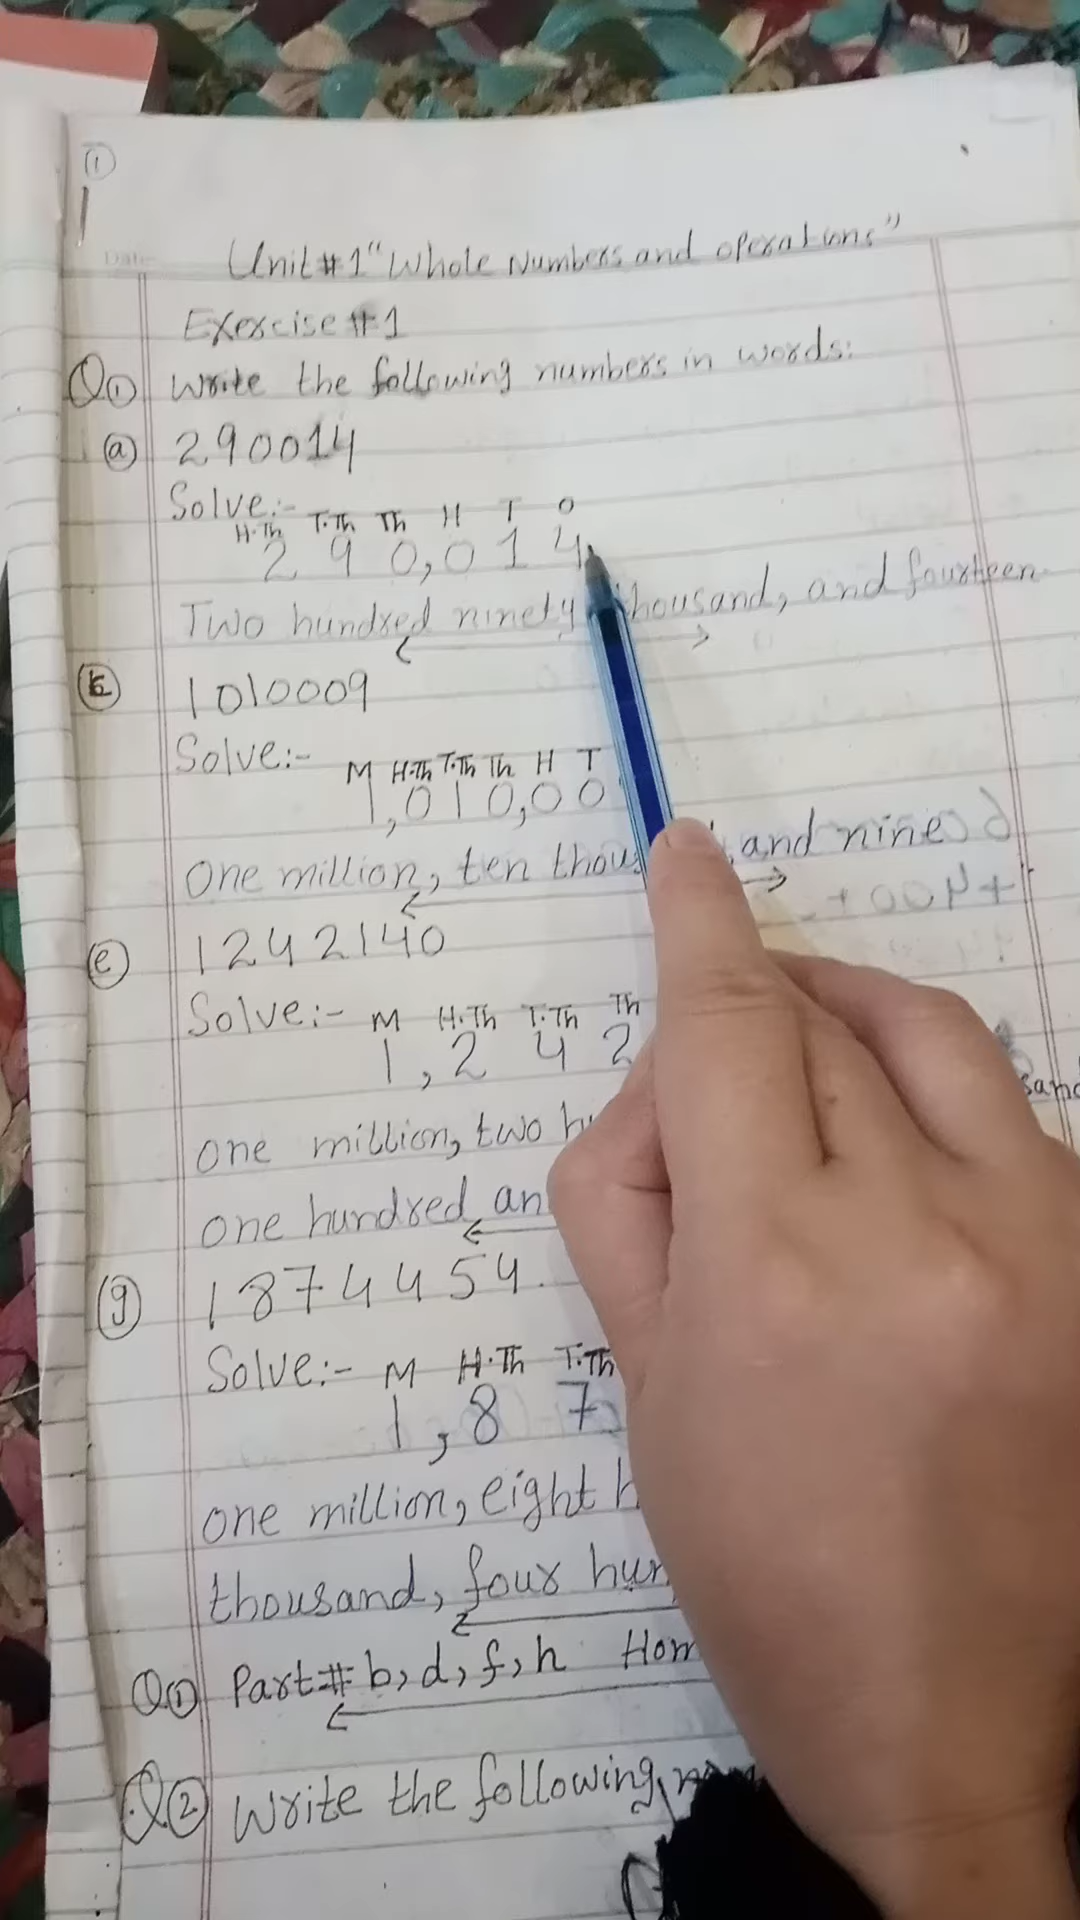 1
Date:
Unit #1 "Whole Numbers and operations"
Exercise #1
Q1 Write the following numbers in words:
a 290014
Solve:-
H.Th T.Th Th H T O
2 9 0,0 1 4
Two hundred ninety thousand, and fourteen.
1010009
Solve:- M H.Th T.Th Th H T
1,0 1 0,0 0
One million, ten thous and nine
e 1242140
Solve:- M H.Th T.Th Th
1,2 4 2
sand
one million, two h
one hundred an
g 1874454.
Solve:- M H.Th T.Th
1,8 7
one million, eight h
thousand, four hun
Q1 Part# b,d,f,h Hom
Q2 Write the following